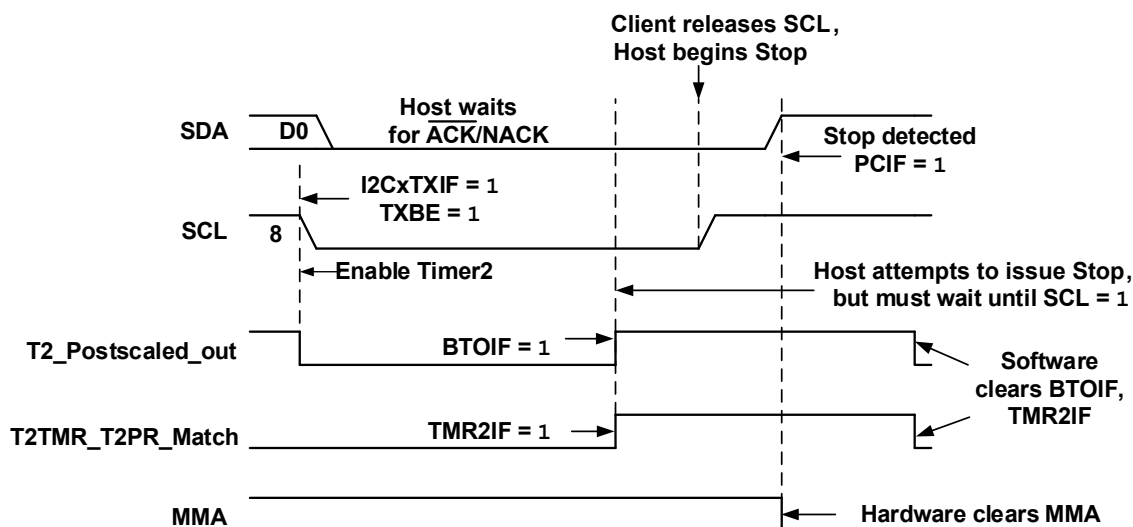 Client releases SCL,
Host begins Stop
SDA
D0
Host waits
for ACK/NACK
Stop detected
PCIF = 1
I2CxTXIF = 1
TXBE = 1
SCL
8
Enable Timer2
Host attempts to issue Stop,
but must wait until SCL = 1
T2_Postscaled_out
BTOIF = 1
Software
clears BTOIF,
TMR2IF
T2TMR_T2PR_Match
TMR2IF = 1
MMA
Hardware clears MMA